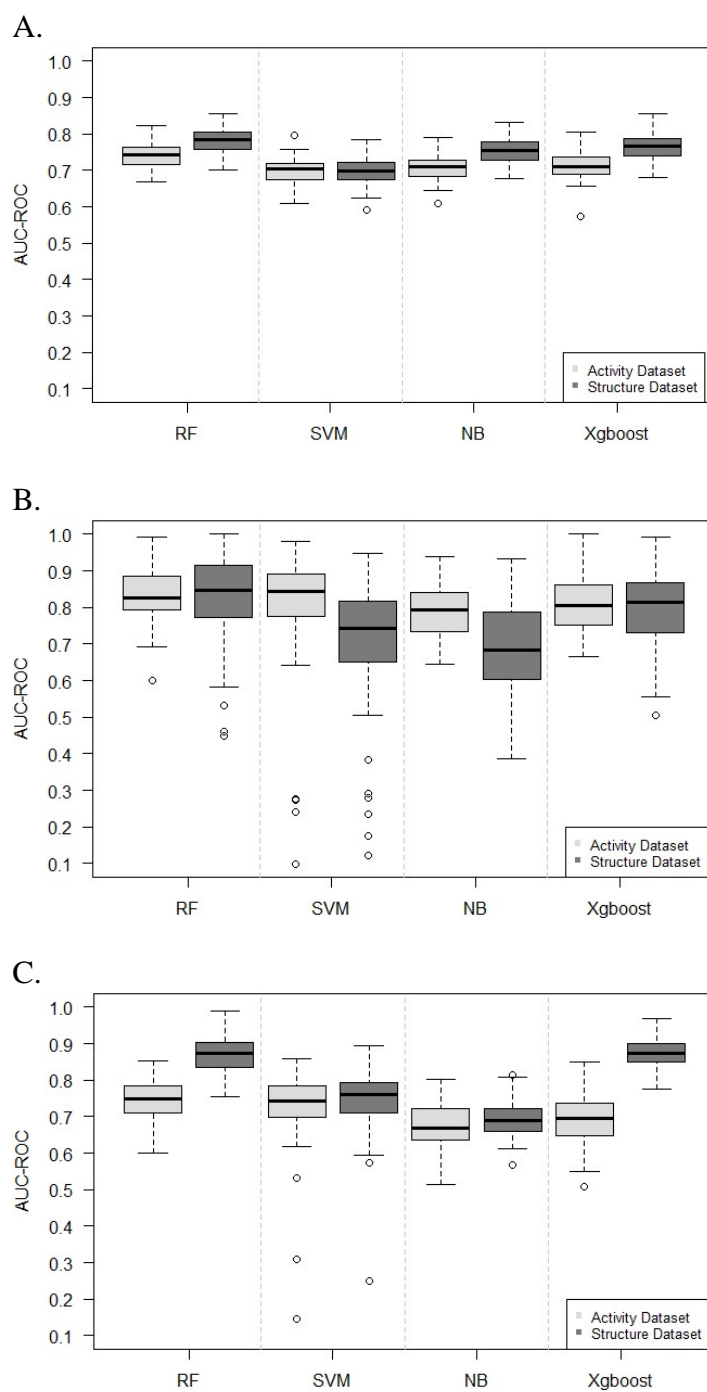 A.
1.0
0.9
0.8
0.7
0.6
0.5
0.4
0.3
0.2
0.1
AUC-ROC
Activity Dataset
Structure Dataset
RF SVM NB Xgboost
B.
1.0
0.9
0.8
0.7
0.6
0.5
0.4
0.3
0.2
0.1
AUC-ROC
Activity Dataset
Structure Dataset
RF SVM NB Xgboost
C.
1.0
0.9
0.8
0.7
0.6
0.5
0.4
0.3
0.2
0.1
AUC-ROC
Activity Dataset
Structure Dataset
RF SVM NB Xgboost